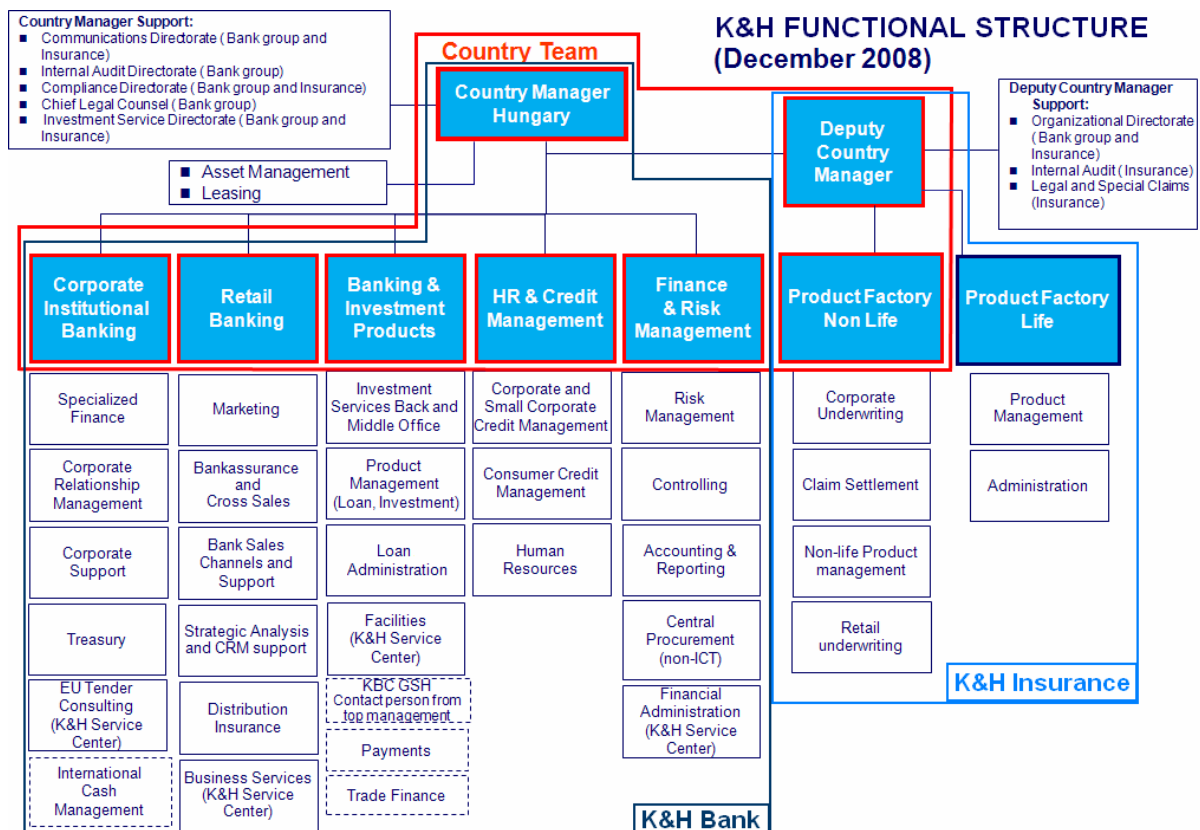 Country Manager Support:
■ Communications Directorate ( Bank group and
Insurance)
■ Internal Audit Directorate ( Bank group)
■ Compliance Directorate ( Bank group and Insurance)
■ Chief Legal Counsel ( Bank group)
■ Investment Service Directorate ( Bank group and
Insurance)
K&H FUNCTIONAL STRUCTURE
(December 2008)
Country Team
Country Manager
Hungary
Deputy
Country
Manager
Deputy Country Manager
Support:
■ Organizational Directorate
( Bank group and
Insurance)
■ Internal Audit ( Insurance)
■ Legal and Special Claims
(Insurance)
■ Asset Management
■ Leasing
Corporate
Institutional
Banking
Retail
Banking
Banking &
Investment
Products
HR & Credit
Management
Finance
& Risk
Management
Product Factory
Non Life
Product Factory
Life
Specialized
Finance
Corporate
Relationship
Management
Corporate
Support
Treasury
EU Tender
Consulting
(K&H Service
Center)
International
Cash
Management
Marketing
Bankassurance
and
Cross Sales
Bank Sales
Channels and
Support
Strategic Analysis
and CRM support
Distribution
Insurance
Business Services
(K&H Service
Center)
Investment
Services Back and
Middle Office
Product
Management
(Loan, Investment)
Loan
Administration
Facilities
(K&H Service
Center)
KBC GSH
Contact person from
top management
Payments
Trade Finance
Corporate and
Small Corporate
Credit Management
Consumer Credit
Management
Human
Resources
Risk
Management
Controlling
Accounting &
Reporting
Central
Procurement
(non-ICT)
Financial
Administration
(K&H Service
Center)
Corporate
Underwriting
Claim Settlement
Non-life Product
management
Retail
underwriting
Product
Management
Administration
K&H Insurance
K&H Bank